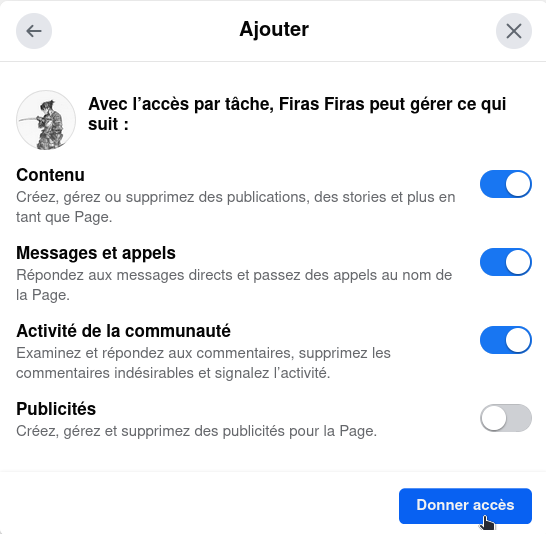 Ajouter
Avec l’accès par tâche, Firas Firas peut gérer ce qui
suit :
Contenu
Créez, gérez ou supprimez des publications, des stories et plus en
tant que Page.
Messages et appels
Répondez aux messages directs et passez des appels au nom de
la Page.
Activité de la communauté
Examinez et répondez aux commentaires, supprimez les
commentaires indésirables et signalez l’activité.
Publicités
Créez, gérez et supprimez des publicités pour la Page.
Donner accès